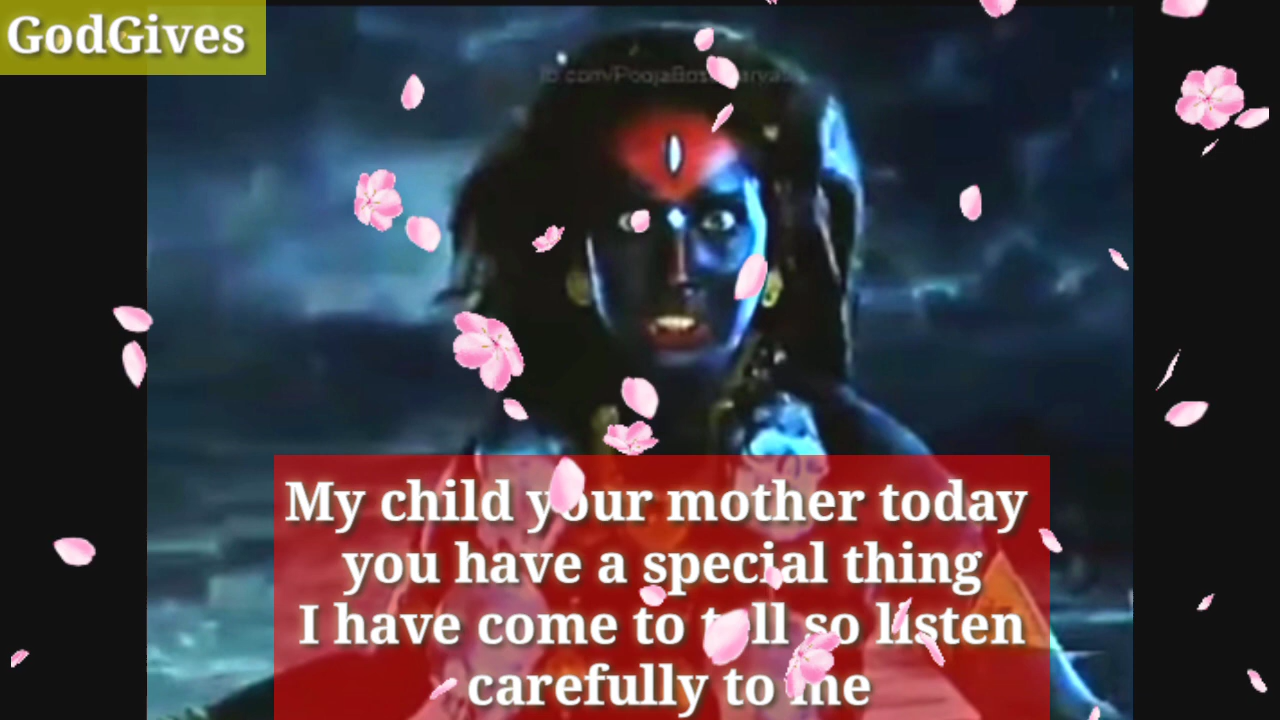 GodGives
My child your mother today
you have a special thing
I have come to tell so listen
carefully to me